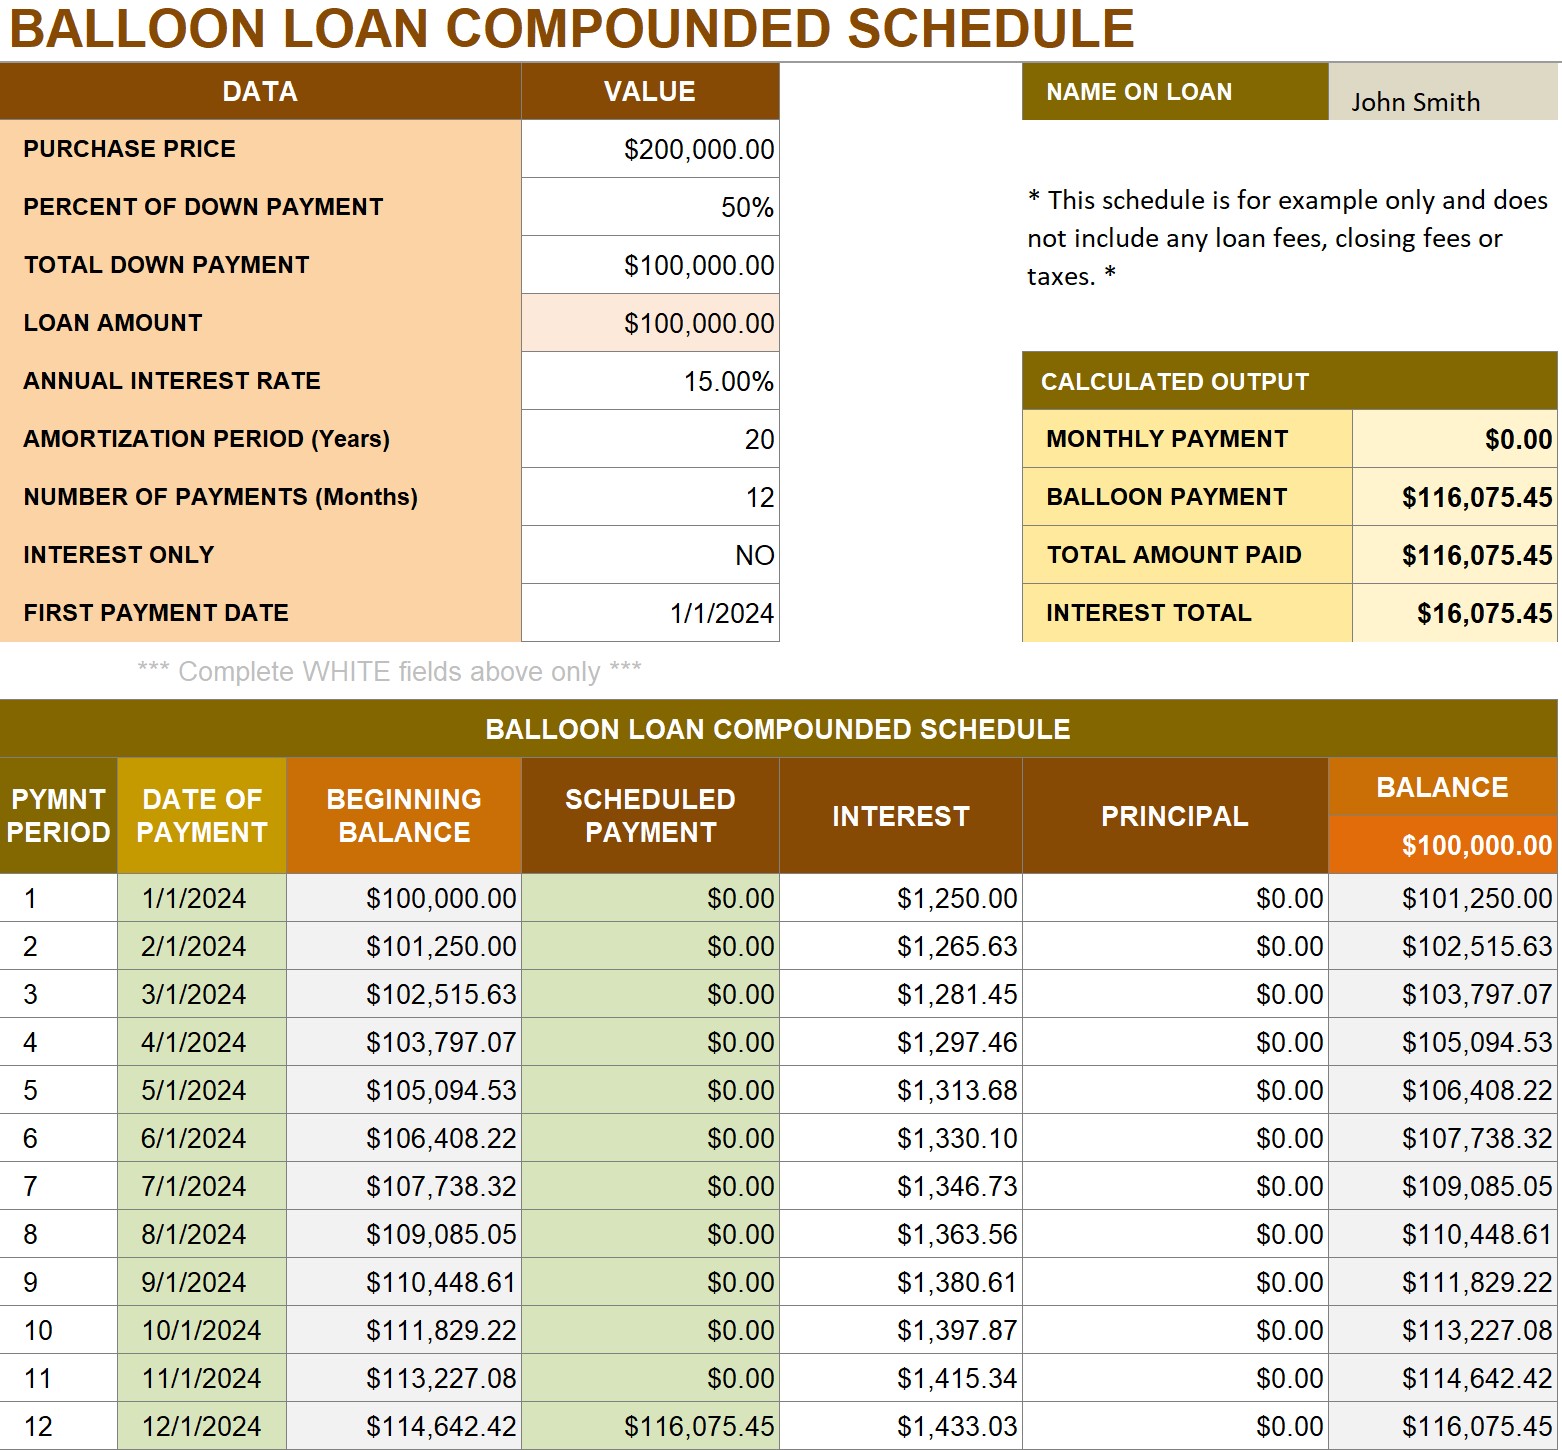 BALLOON LOAN COMPOUNDED SCHEDULE
DATA VALUE
PURCHASE PRICE $200,000.00
PERCENT OF DOWN PAYMENT 50%
TOTAL DOWN PAYMENT $100,000.00
LOAN AMOUNT $100,000.00
ANNUAL INTEREST RATE 15.00%
AMORTIZATION PERIOD (Years) 20
NUMBER OF PAYMENTS (Months) 12
INTEREST ONLY NO
FIRST PAYMENT DATE 1/1/2024
*** Complete WHITE fields above only ***
NAME ON LOAN John Smith
* This schedule is for example only and does
not include any loan fees, closing fees or
taxes. *
CALCULATED OUTPUT
MONTHLY PAYMENT $0.00
BALLOON PAYMENT $116,075.45
TOTAL AMOUNT PAID $116,075.45
INTEREST TOTAL $16,075.45
BALLOON LOAN COMPOUNDED SCHEDULE
PYMNT
PERIOD
DATE OF
PAYMENT
BEGINNING
BALANCE
SCHEDULED
PAYMENT
INTEREST
PRINCIPAL
BALANCE
$100,000.00
1 1/1/2024 $100,000.00 $0.00 $1,250.00 $0.00 $101,250.00
2 2/1/2024 $101,250.00 $0.00 $1,265.63 $0.00 $102,515.63
3 3/1/2024 $102,515.63 $0.00 $1,281.45 $0.00 $103,797.07
4 4/1/2024 $103,797.07 $0.00 $1,297.46 $0.00 $105,094.53
5 5/1/2024 $105,094.53 $0.00 $1,313.68 $0.00 $106,408.22
6 6/1/2024 $106,408.22 $0.00 $1,330.10 $0.00 $107,738.32
7 7/1/2024 $107,738.32 $0.00 $1,346.73 $0.00 $109,085.05
8 8/1/2024 $109,085.05 $0.00 $1,363.56 $0.00 $110,448.61
9 9/1/2024 $110,448.61 $0.00 $1,380.61 $0.00 $111,829.22
10 10/1/2024 $111,829.22 $0.00 $1,397.87 $0.00 $113,227.08
11 11/1/2024 $113,227.08 $0.00 $1,415.34 $0.00 $114,642.42
12 12/1/2024 $114,642.42 $116,075.45 $1,433.03 $0.00 $116,075.45